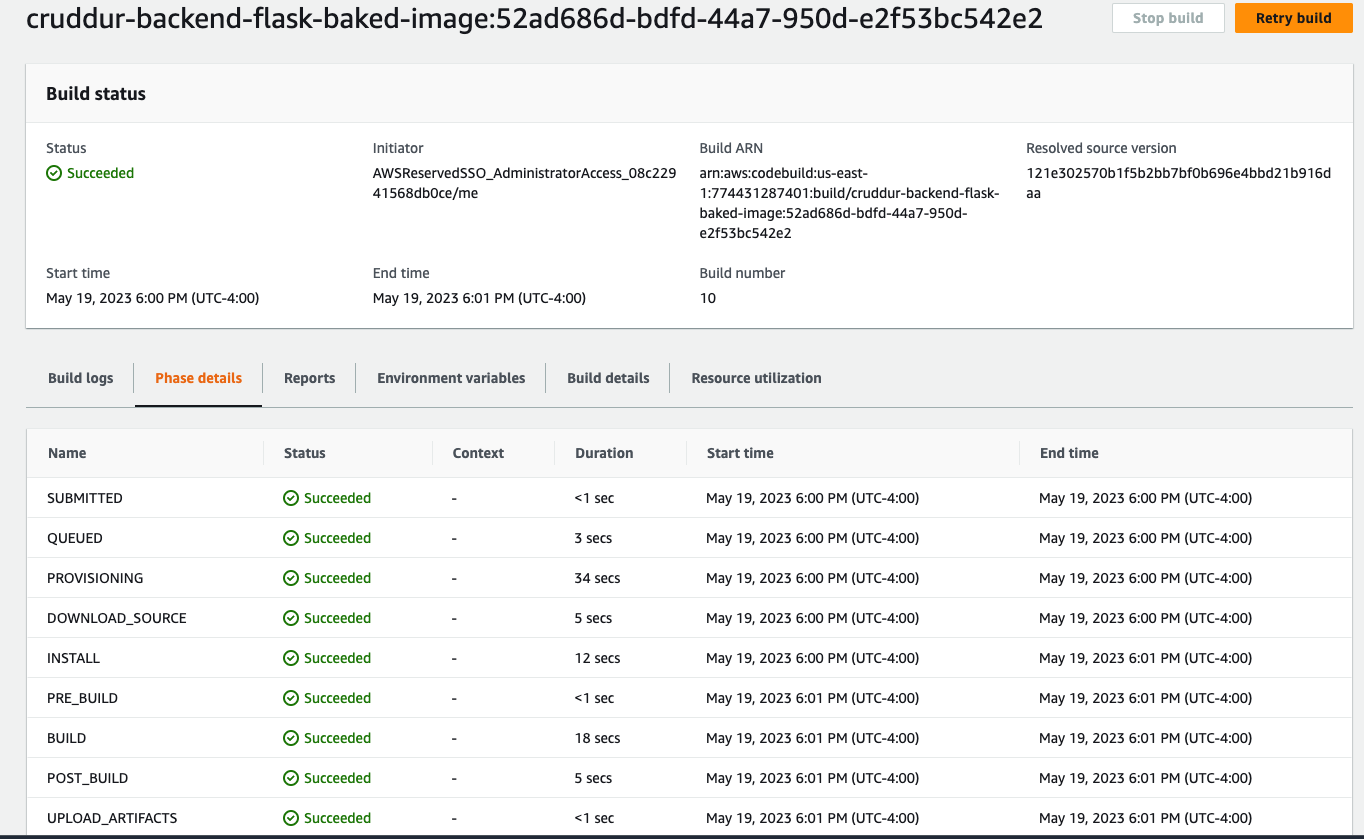 cruddur-backend-flask-baked-image:52ad686d-bdfd-44a7-950d-e2f53bc542e2
Stop build
Retry build
Build status
Status
Initiator
Build ARN
Resolved source version
Succeeded
AWSReservedSSO_AdministratorAccess_08c229
41568db0ce/me
arn:aws:codebuild:us-east-
1:774431287401:build/cruddur-backend-flask-
baked-image:52ad686d-bdfd-44a7-950d-
e2f53bc542e2
121e302570b1f5b2bb7bf0b696e4bbd21b916d
aa
Start time
End time
Build number
May 19, 2023 6:00 PM (UTC-4:00)
May 19, 2023 6:01 PM (UTC-4:00)
10
Build logs
Phase details
Reports
Environment variables
Build details
Resource utilization
Name Status Context Duration Start time End time
SUBMITTED Succeeded - <1 sec May 19, 2023 6:00 PM (UTC-4:00) May 19, 2023 6:00 PM (UTC-4:00)
QUEUED Succeeded - 3 secs May 19, 2023 6:00 PM (UTC-4:00) May 19, 2023 6:00 PM (UTC-4:00)
PROVISIONING Succeeded - 34 secs May 19, 2023 6:00 PM (UTC-4:00) May 19, 2023 6:00 PM (UTC-4:00)
DOWNLOAD_SOURCE Succeeded - 5 secs May 19, 2023 6:00 PM (UTC-4:00) May 19, 2023 6:00 PM (UTC-4:00)
INSTALL Succeeded - 12 secs May 19, 2023 6:00 PM (UTC-4:00) May 19, 2023 6:01 PM (UTC-4:00)
PRE_BUILD Succeeded - <1 sec May 19, 2023 6:01 PM (UTC-4:00) May 19, 2023 6:01 PM (UTC-4:00)
BUILD Succeeded - 18 secs May 19, 2023 6:01 PM (UTC-4:00) May 19, 2023 6:01 PM (UTC-4:00)
POST_BUILD Succeeded - 5 secs May 19, 2023 6:01 PM (UTC-4:00) May 19, 2023 6:01 PM (UTC-4:00)
UPLOAD_ARTIFACTS Succeeded - <1 sec May 19, 2023 6:01 PM (UTC-4:00) May 19, 2023 6:01 PM (UTC-4:00)